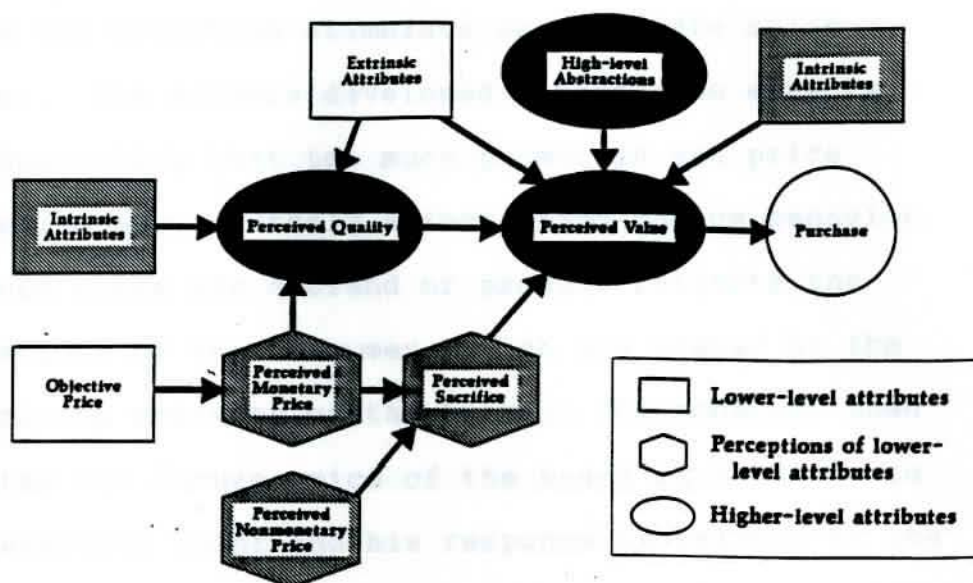 Extrinsic
Attributes
High-level
Abstractions
Intrinsic
Attributes
Intrinsic
Attributes
Perceived Quality
Perceived Value
Purchase
Objective
Price
Perceived
Monetary
Price
Perceived
Sacrifice
Perceived
Nonmonetary
Price
Lower-level attributes
Perceptions of lower-
level attributes
Higher-level attributes